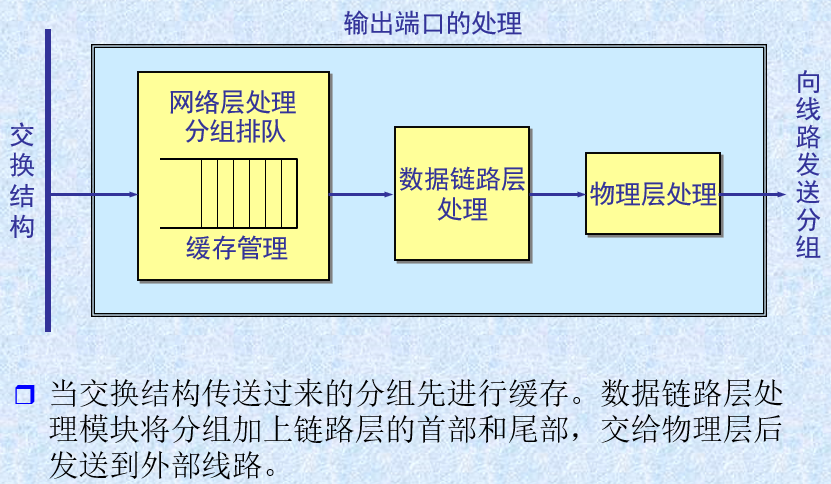 输出端口的处理
交换结构
网络层处理
分组排队
缓存管理
数据链路层
处理
物理层处理
向线路发送分组
当交换结构传送过来的分组先进行缓存。数据链路层处
理模块将分组加上链路层的首部和尾部，交给物理层后
发送到外部线路。